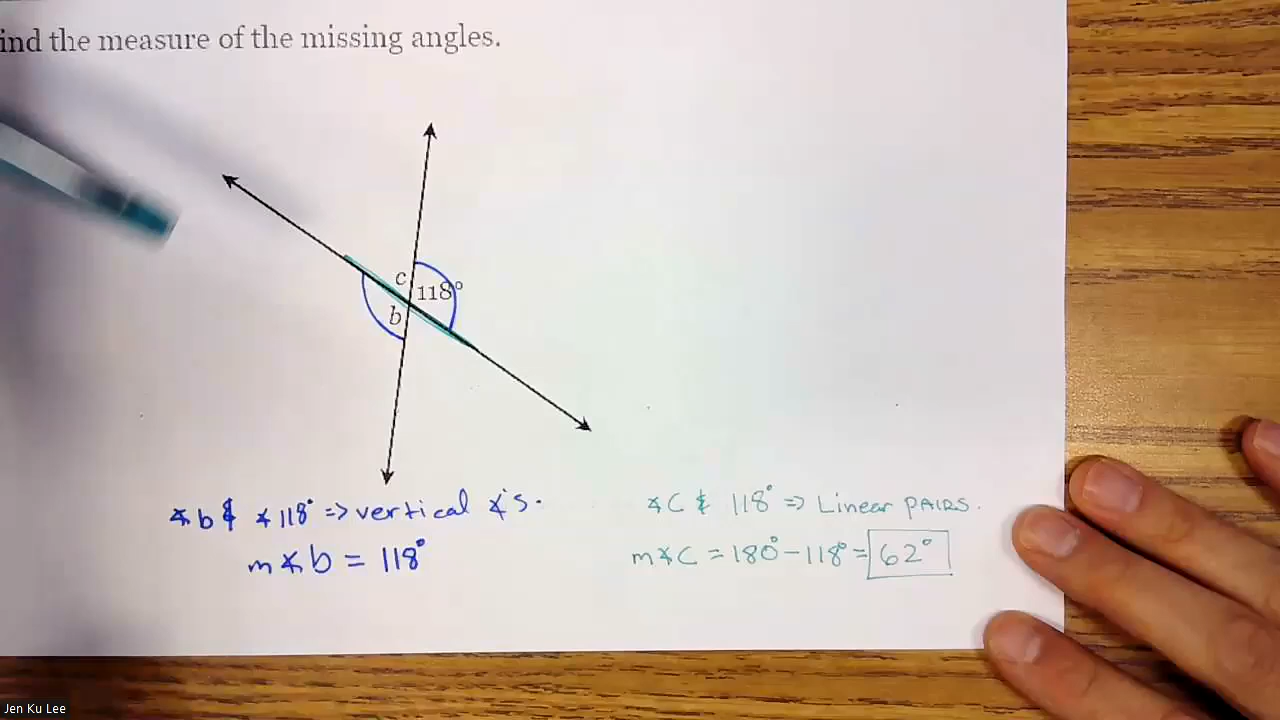 ind the measure of the missing angles.
c
118°
b
∡b & ∡118° => vertical ∡'s.
m∡b = 118°
∡C & 118° => Linear PAIRS.
m∡C = 180° - 118° = 62°
Jen Ku Lee